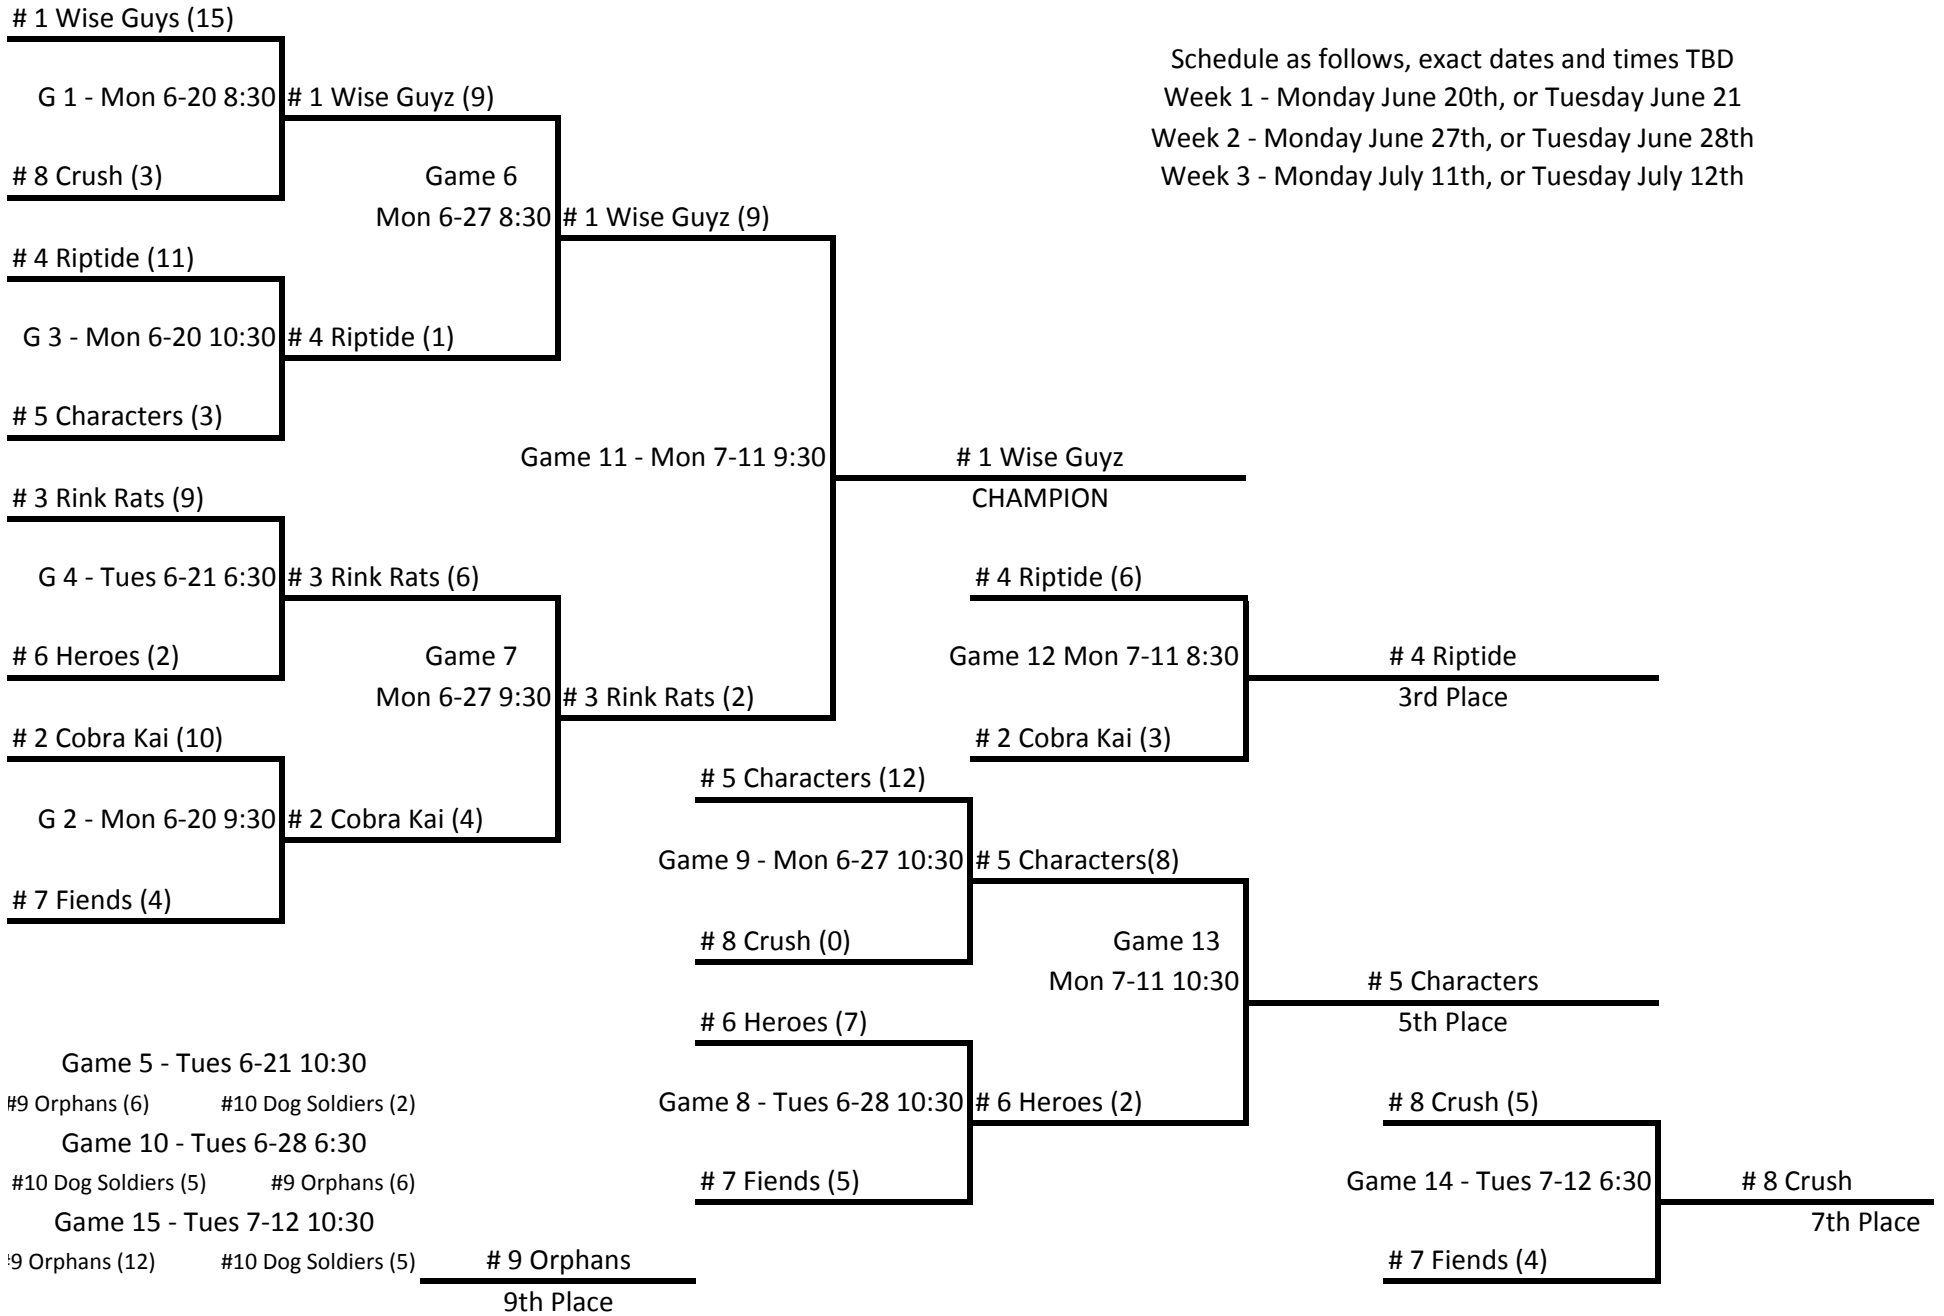 # 1 Wise Guys (15)
Schedule as follows, exact dates and times TBD
G 1 - Mon 6-20 8:30 # 1 Wise Guyz (9)
Week 1 - Monday June 20th, or Tuesday June 21
Week 2 - Monday June 27th, or Tuesday June 28th
# 8 Crush (3)
Game 6
Week 3 - Monday July 11th, or Tuesday July 12th
Mon 6-27 8:30 # 1 Wise Guyz (9)
# 4 Riptide (11)
G 3 - Mon 6-20 10:30 # 4 Riptide (1)
# 5 Characters (3)
Game 11 - Mon 7-11 9:30
# 1 Wise Guyz
# 3 Rink Rats (9)
CHAMPION
G 4 - Tues 6-21 6:30 # 3 Rink Rats (6)
# 4 Riptide (6)
# 6 Heroes (2)
Game 7
Game 12 Mon 7-11 8:30
# 4 Riptide
Mon 6-27 9:30 # 3 Rink Rats (2)
3rd Place
# 2 Cobra Kai (10)
# 2 Cobra Kai (3)
# 5 Characters (12)
G 2 - Mon 6-20 9:30 # 2 Cobra Kai (4)
Game 9 - Mon 6-27 10:30 # 5 Characters(8)
# 7 Fiends (4)
# 8 Crush (0)
Game 13
Mon 7-11 10:30
# 5 Characters
# 6 Heroes (7)
5th Place
Game 5 - Tues 6-21 10:30
#9 Orphans (6) #10 Dog Soldiers (2)
Game 8 - Tues 6-28 10:30 # 6 Heroes (2)
# 8 Crush (5)
Game 10 - Tues 6-28 6:30
#10 Dog Soldiers (5) #9 Orphans (6)
# 7 Fiends (5)
Game 14 - Tues 7-12 6:30
# 8 Crush
Game 15 - Tues 7-12 10:30
7th Place
#9 Orphans (12) #10 Dog Soldiers (5)
# 9 Orphans
# 7 Fiends (4)
9th Place